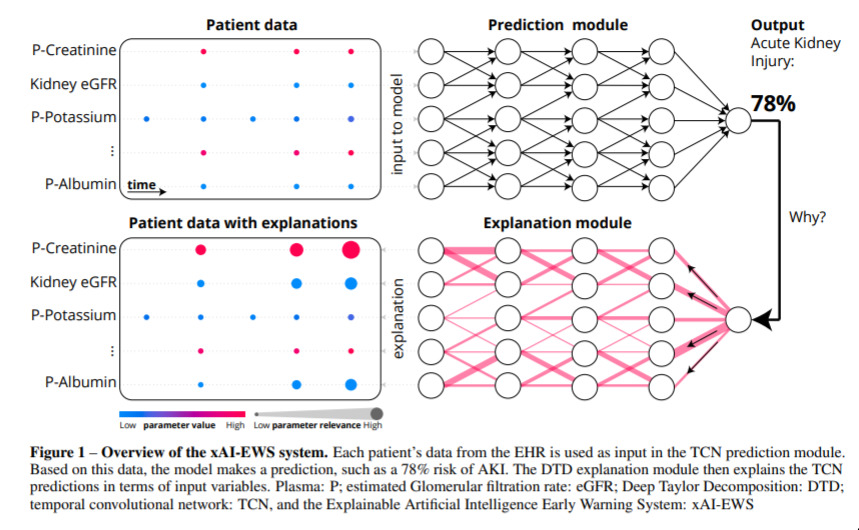 Patient data
P-Creatinine
Kidney eGFR
P-Potassium
⋮
P-Albumin
time
input to model
Prediction module
Output
Acute Kidney
Injury:
78%
Why?
Patient data with explanations
P-Creatinine
Kidney eGFR
P-Potassium
⋮
P-Albumin
explanation
Explanation module
Low parameter value High
Low parameter relevance High
Figure 1 – Overview of the xAI-EWS system. Each patient's data from the EHR is used as input in the TCN prediction module.
Based on this data, the model makes a prediction, such as a 78% risk of AKI. The DTD explanation module then explains the TCN
predictions in terms of input variables. Plasma: P; estimated Glomerular filtration rate: eGFR; Deep Taylor Decomposition: DTD;
temporal convolutional network: TCN, and the Explainable Artificial Intelligence Early Warning System: xAI-EWS